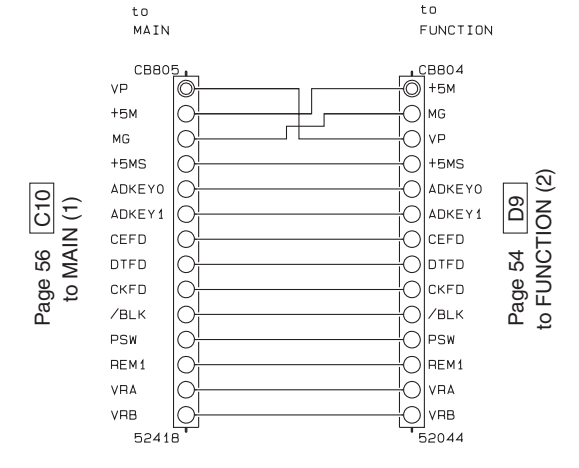 to
MAIN
to
FUNCTION
CB805
CB804
VP
+5M
+5M
MG
MG
VP
+5MS
+5MS
ADKEY0
ADKEY0
ADKEY1
ADKEY1
CEFD
CEFD
DTFD
DTFD
CKFD
CKFD
/BLK
/BLK
PSW
PSW
REM1
REM1
VRA
VRA
VRB
VRB
52418
52044
Page 56 C10
to MAIN (1)
Page 54 D9
to FUNCTION (2)